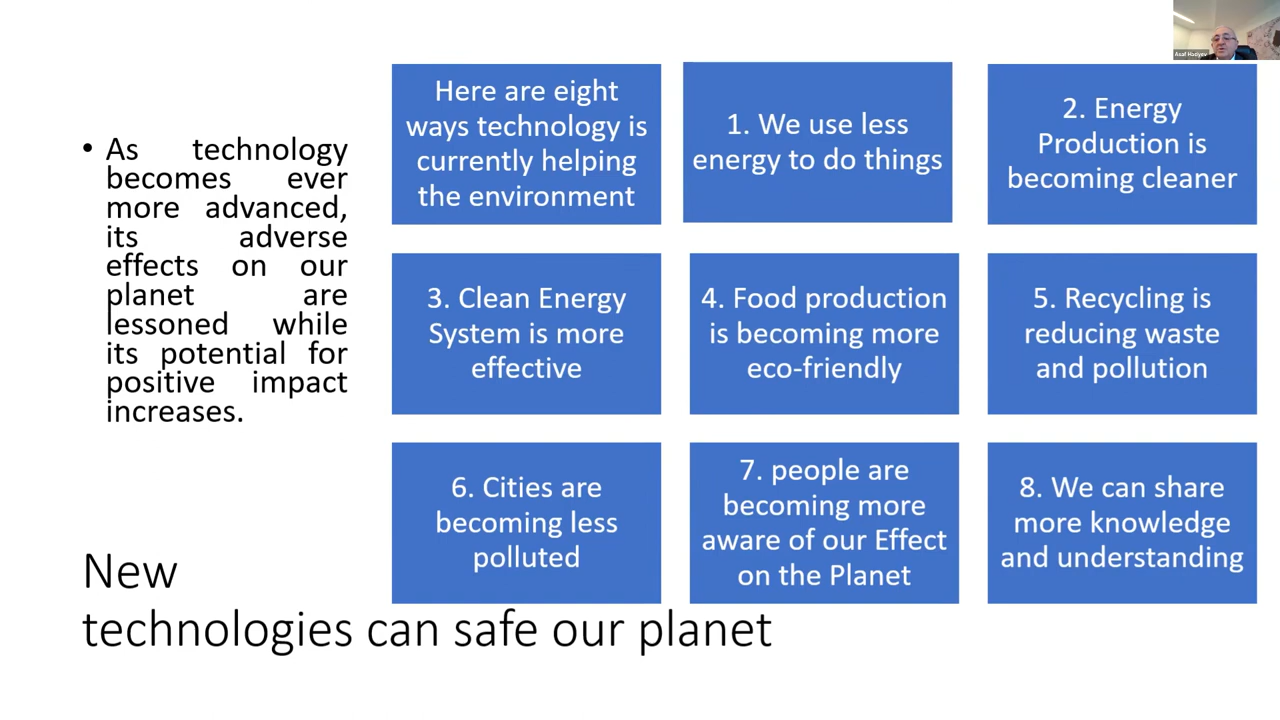 • As technology
becomes ever
more advanced,
its adverse
effects on our
planet are
lessoned while
its potential for
positive impact
increases.
Here are eight
ways technology is
currently helping
the environment
1. We use less
energy to do things
2. Energy
Production is
becoming cleaner
3. Clean Energy
System is more
effective
4. Food production
is becoming more
eco-friendly
5. Recycling is
reducing waste
and pollution
6. Cities are
becoming less
polluted
7. people are
becoming more
aware of our Effect
on the Planet
8. We can share
more knowledge
and understanding
New
technologies can safe our planet
Asaf Hadjyev